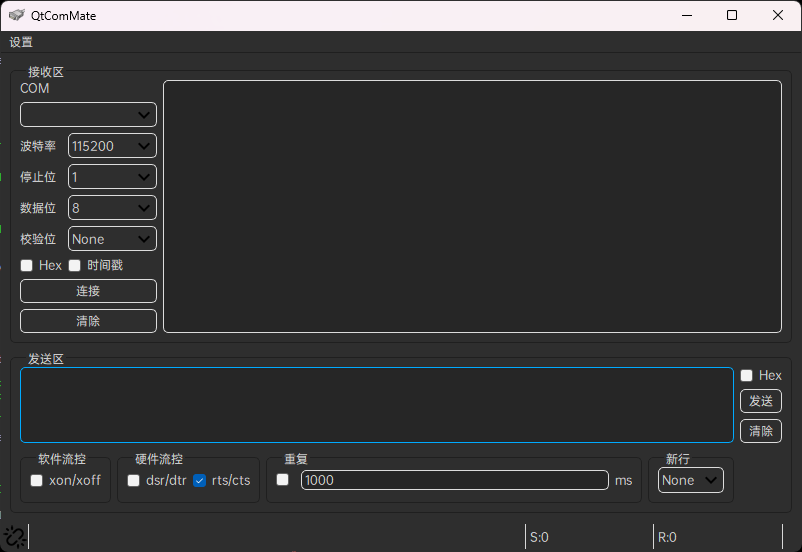 QtComMate
设置
接收区
COM
波特率 115200
停止位 1
数据位 8
校验位 None
Hex 时间戳
连接
清除
发送区
Hex
发送
清除
软件流控 硬件流控 重复 新行
xon/xoff dsr/dtr rts/cts 1000 ms None
S:0 R:0